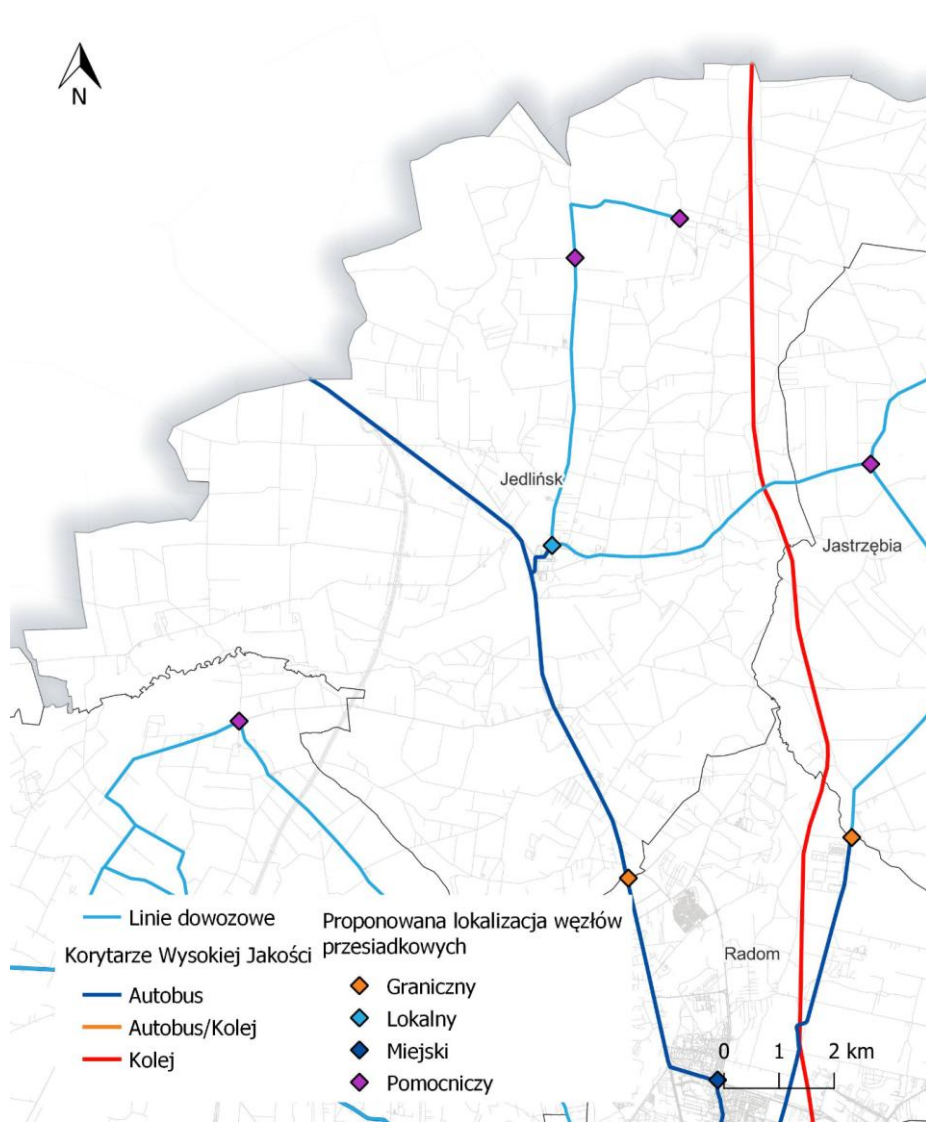 N
Jedlińsk
Jastrzębia
Radom
Linie dowozowe
Korytarze Wysokiej Jakości
Autobus
Autobus/Kolej
Kolej
Proponowana lokalizacja węzłów
przesiadkowych
Graniczny
Lokalny
Miejski
Pomocniczy
0 1 2 km